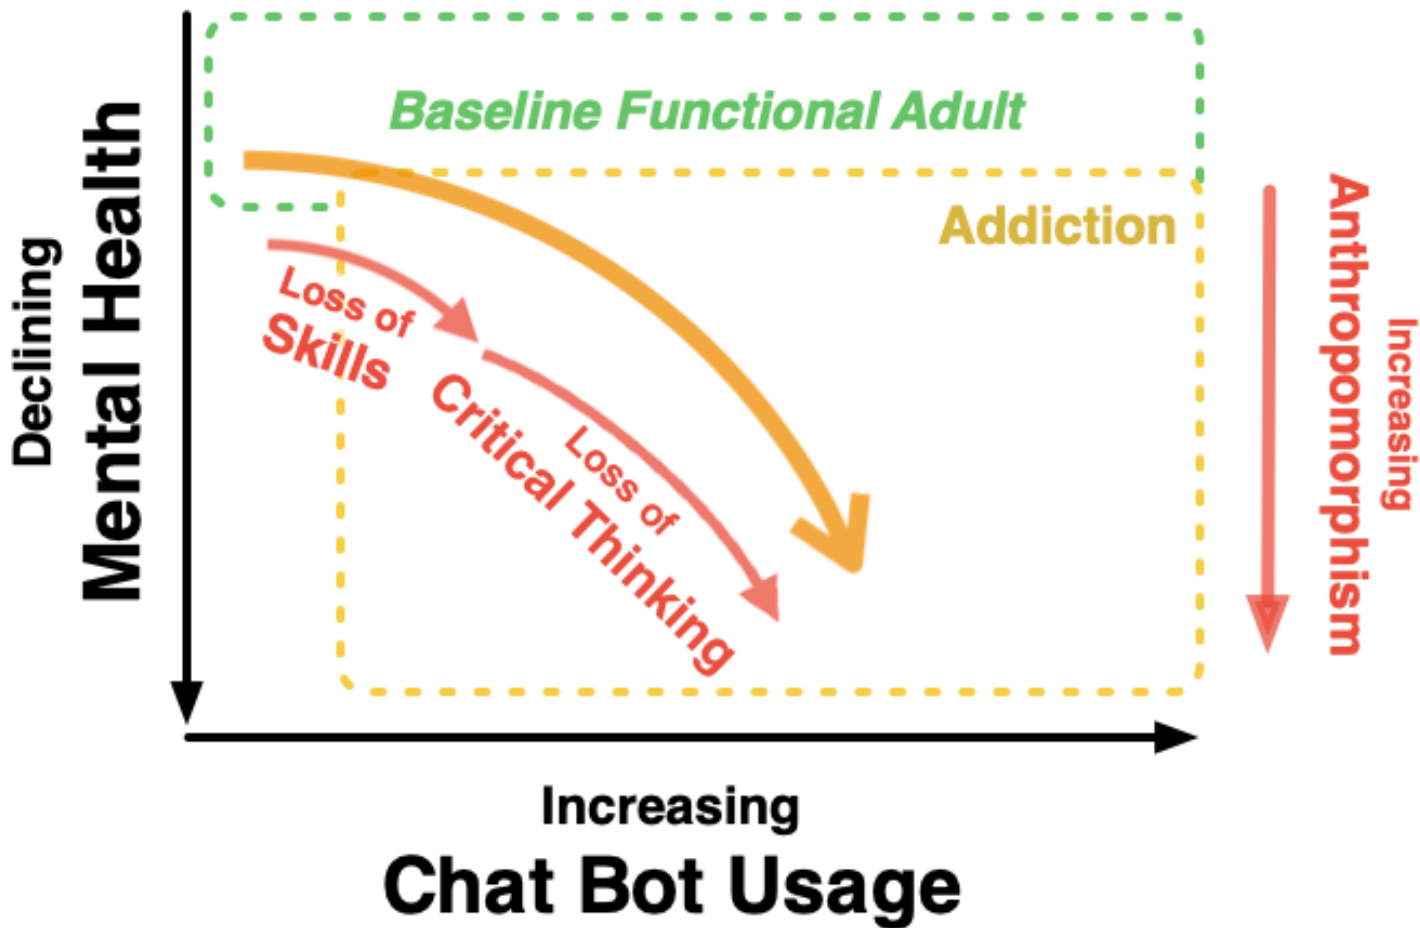 Baseline Functional Adult
Addiction
Declining
Mental Health
Loss of
Skills
Loss of
Critical Thinking
Increasing
Anthropomorphism
Increasing
Chat Bot Usage